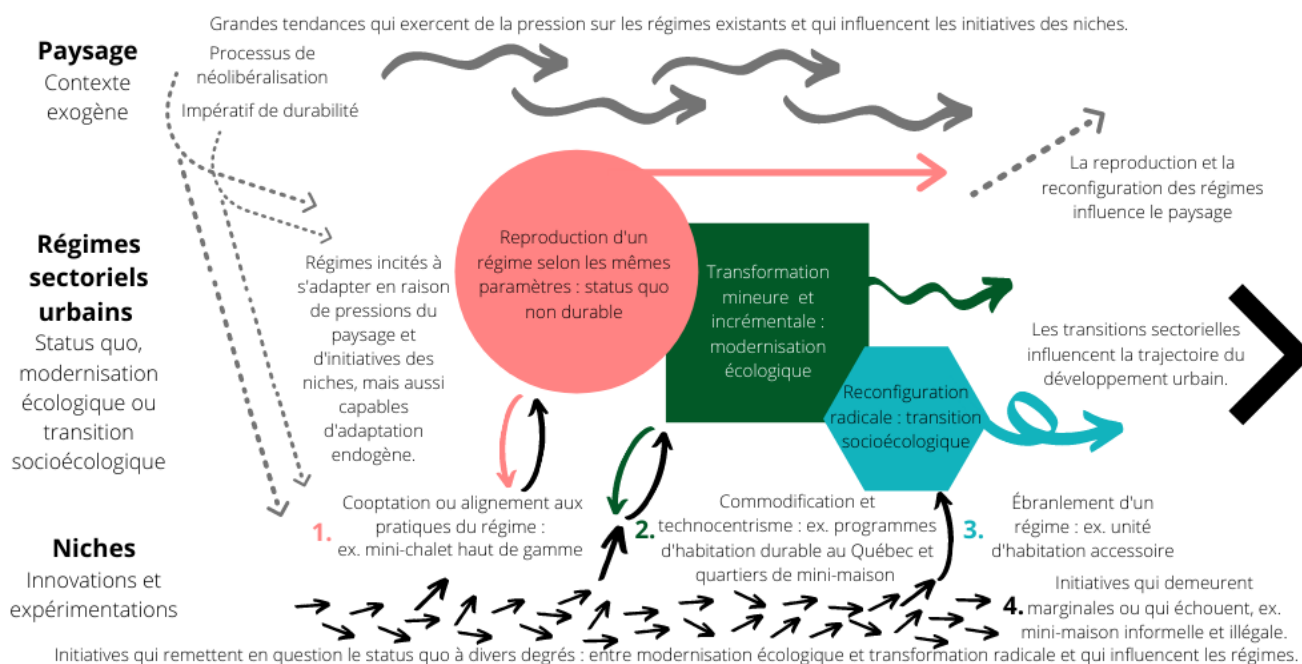 Grandes tendances qui exercent de la pression sur les régimes existants et qui influencent les initiatives des niches.
Paysage
Contexte
exogène
Processus de
néolibéralisation
Impératif de durabilité
La reproduction et la
reconfiguration des régimes
influence le paysage
Régimes
sectoriels
urbains
Status quo,
modernisation
écologique ou
transition
socioécologique
Régimes incités à
s'adapter en raison
de pressions du
paysage et
d'initiatives des
niches, mais aussi
capables
d'adaptation
endogène.
Reproduction d'un
régime selon les mêmes
paramètres : status quo
non durable
Transformation
mineure et
incrémentale :
modernisation
écologique
Reconfiguration
radicale : transition
socioécologique
Les transitions sectorielles
influencent la trajectoire du
développement urbain.
Niches
Innovations et
expérimentations
1.
Cooptation ou alignement aux
pratiques du régime :
ex. mini-chalet haut de gamme
2.
Commodification et
technocentrisme : ex. programmes
d'habitation durable au Québec et
quartiers de mini-maison
3.
Ébranlement d'un
régime : ex. unité
d'habitation accessoire
4.
Initiatives qui demeurent
marginales ou qui échouent, ex.
mini-maison informelle et illégale.
Initiatives qui remettent en question le status quo à divers degrés : entre modernisation écologique et transformation radicale et qui influencent les régimes.